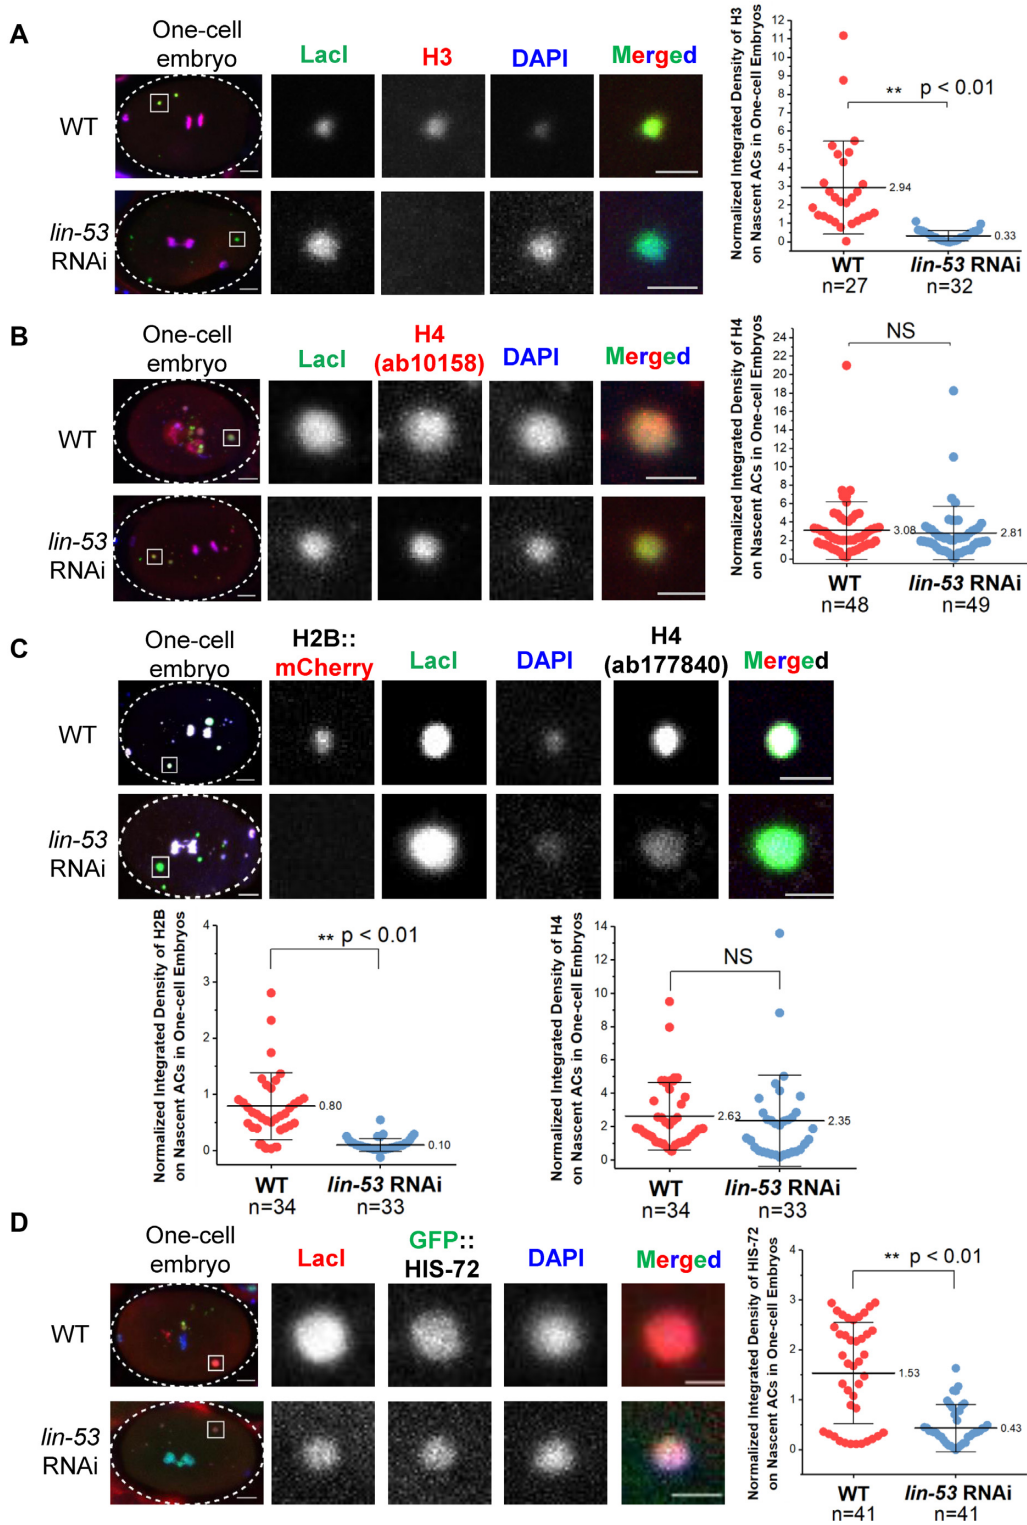 A
One-cell
embryo
LacI
H3
DAPI
Merged
WT
lin-53
RNAi
Normalized Integrated Density of H3
on Nascent ACs in One-cell Embryos
12
11
10
9
8
7
6
5
4
3
2
1
0
** p < 0.01
2.94
0.33
WT
lin-53 RNAi
n=27
n=32
B
One-cell
embryo
LacI
H4
(ab10158)
DAPI
Merged
WT
lin-53
RNAi
Normalized Integrated Density of H4
on Nascent ACs in One-cell Embryos
24
22
20
18
16
14
12
10
8
6
4
2
0
NS
3.08
2.81
WT
lin-53 RNAi
n=48
n=49
C
One-cell
embryo
H2B::
mCherry
LacI
DAPI
H4
(ab177840)
Merged
WT
lin-53
RNAi
Normalized Integrated Density of H2B
on Nascent ACs in One-cell Embryos
4
3
2
1
0
** p < 0.01
0.80
0.10
WT
lin-53 RNAi
n=34
n=33
Normalized Integrated Density of H4
on Nascent ACs in One-cell Embryos
14
12
10
8
6
4
2
0
NS
2.63
2.35
WT
lin-53 RNAi
n=34
n=33
D
One-cell
embryo
LacI
GFP::
HIS-72
DAPI
Merged
WT
lin-53
RNAi
Normalized Integrated Density of HIS-72
on Nascent ACs in One-cell Embryos
4
3
2
1
0
** p < 0.01
1.53
0.43
WT
lin-53 RNAi
n=41
n=41